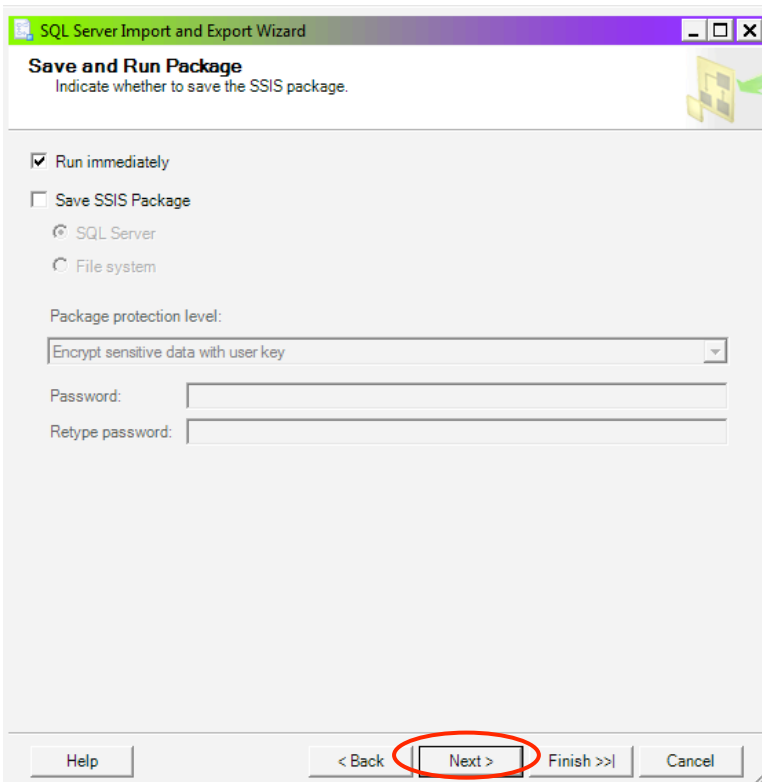 SQL Server Import and Export Wizard
Save and Run Package
Indicate whether to save the SSIS package.
Run immediately
Save SSIS Package
SQL Server
File system
Package protection level:
Encrypt sensitive data with user key
Password:
Retype password:
Help < Back Next > Finish >>| Cancel